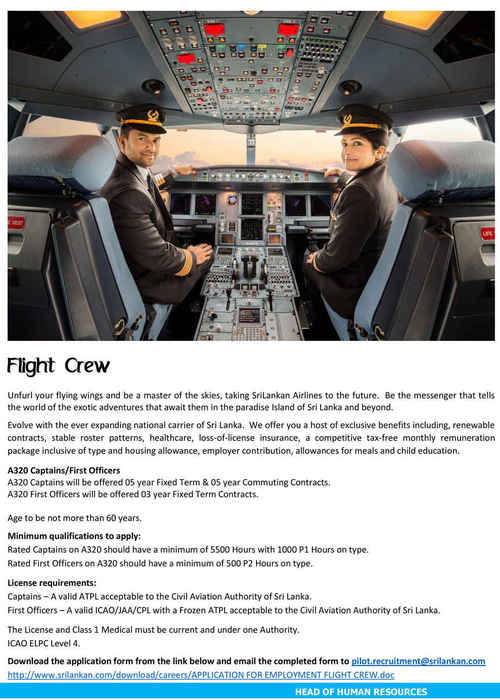 Flight Crew
Unfurl your flying wings and be a master of the skies, taking SriLankan Airlines to the future. Be the messenger that tells
the world of the exotic adventures that await them in the paradise Island of Sri Lanka and beyond.
Evolve with the ever expanding national carrier of Sri Lanka. We offer you a host of exclusive benefits including, renewable
contracts, stable roster patterns, healthcare, loss-of-license insurance, a competitive tax-free monthly remuneration
package inclusive of type and housing allowance, employer contribution, allowances for meals and child education.
A320 Captains/First Officers
A320 Captains will be offered 05 year Fixed Term & 05 year Commuting Contracts.
A320 First Officers will be offered 03 year Fixed Term Contracts.
Age to be not more than 60 years.
Minimum qualifications to apply:
Rated Captains on A320 should have a minimum of 5500 Hours with 1000 P1 Hours on type.
Rated First Officers on A320 should have a minimum of 500 P2 Hours on type.
License requirements:
Captains – A valid ATPL acceptable to the Civil Aviation Authority of Sri Lanka.
First Officers – A valid ICAO/JAA/CPL with a Frozen ATPL acceptable to the Civil Aviation Authority of Sri Lanka.
The License and Class 1 Medical must be current and under one Authority.
ICAO ELPC Level 4.
Download the application form from the link below and email the completed form to pilot.recruitment@srilankan.com
http://www.srilankan.com/download/careers/APPLICATION FOR EMPLOYMENT FLIGHT CREW.doc
HEAD OF HUMAN RESOURCES